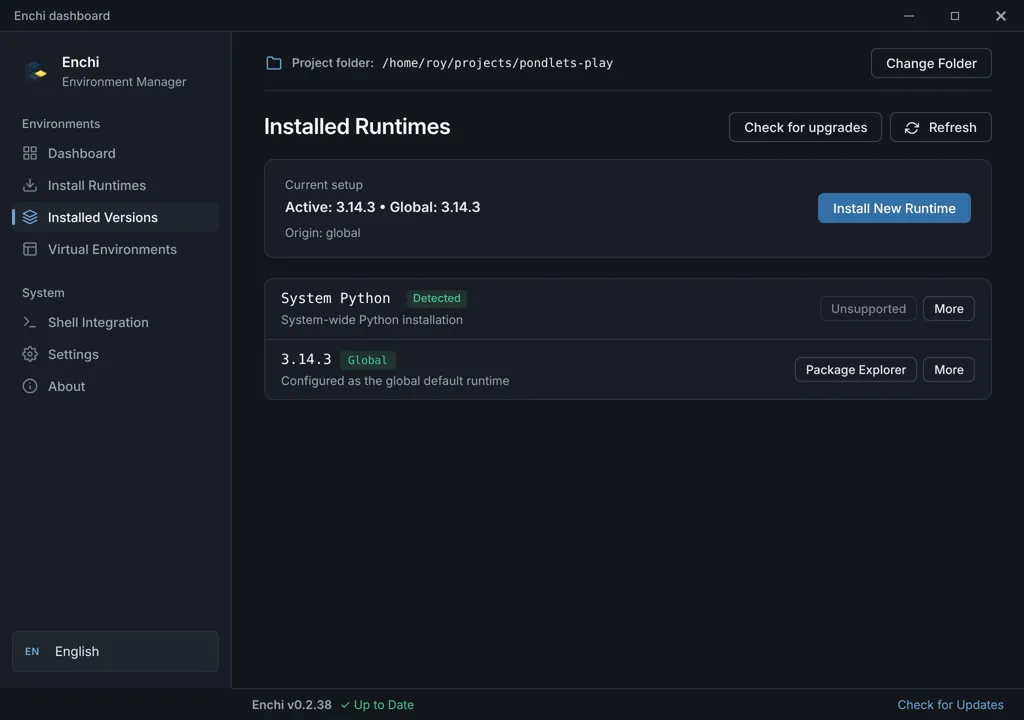 Enchi dashboard
Enchi
Environment Manager
Environments
Dashboard
Install Runtimes
Installed Versions
Virtual Environments
System
Shell Integration
Settings
About
EN English
Project folder: /home/roy/projects/pondlets-play
Change Folder
Installed Runtimes
Check for upgrades
Refresh
Current setup
Active: 3.14.3 • Global: 3.14.3
Origin: global
Install New Runtime
System Python Detected
System-wide Python installation
Unsupported
More
3.14.3 Global
Configured as the global default runtime
Package Explorer
More
Enchi v0.2.38 ✓ Up to Date
Check for Updates